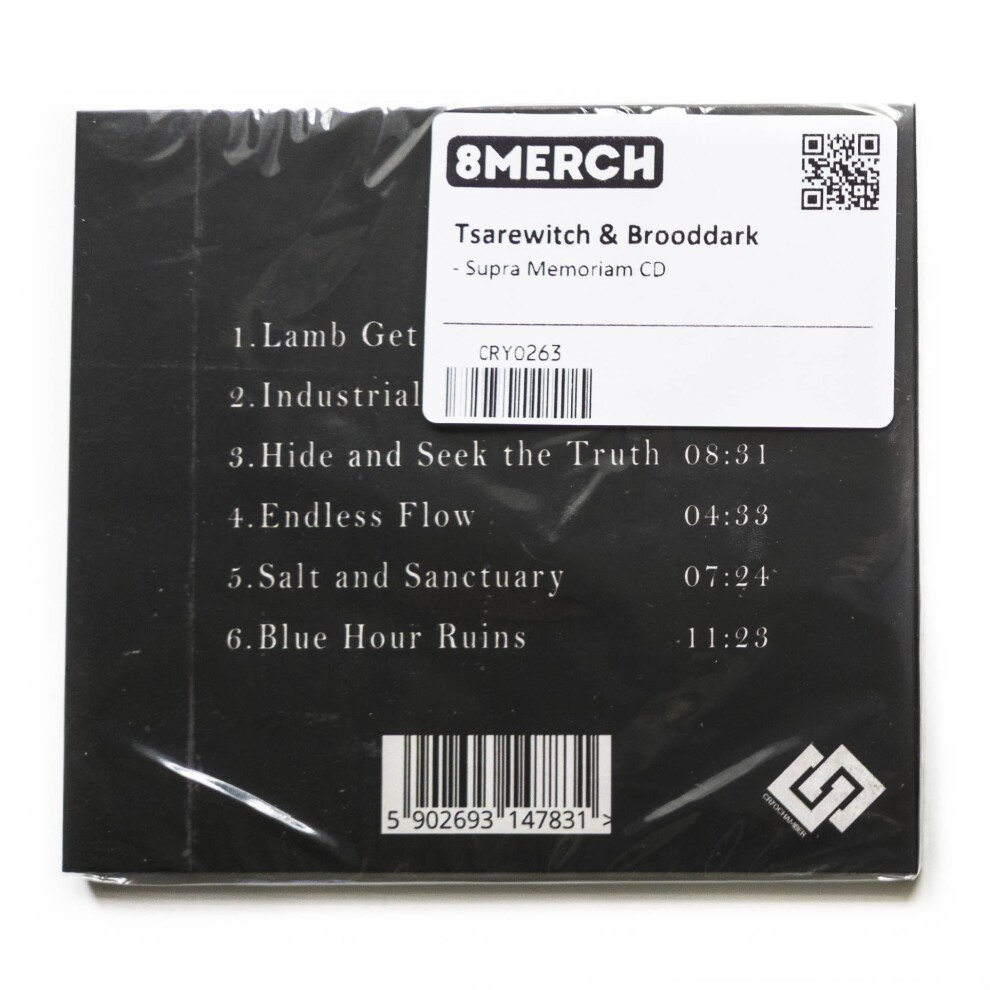 8MERCH
Tsarewitch & Brooddark
- Supra Memoriam CD
CRYO263
1.Lamb Get
2.Industrial
3.Hide and Seek the Truth 08:31
4.Endless Flow 04:33
5.Salt and Sanctuary 07:24
6.Blue Hour Ruins 11:23
5 902693 147831 >
CRYOCHAMBER